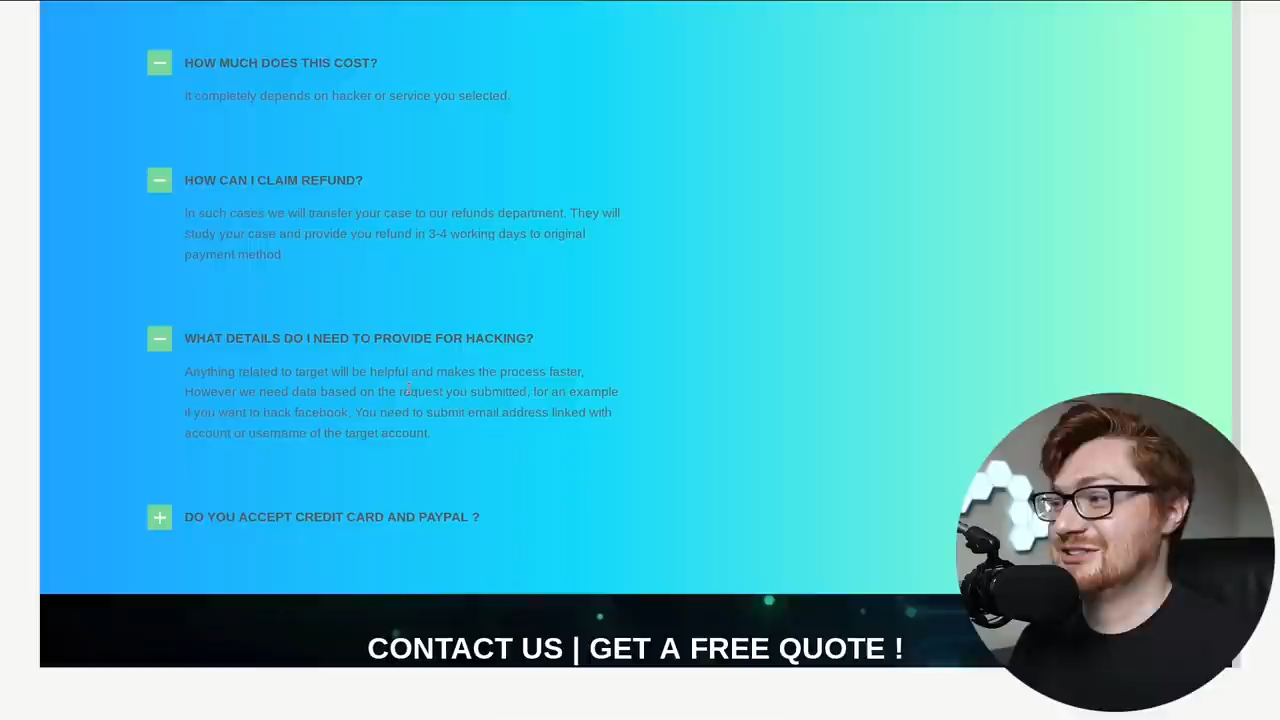 HOW MUCH DOES THIS COST?
It completely depends on hacker or service you selected.
HOW CAN I CLAIM REFUND?
In such cases we will transfer your case to our refunds department. They will
study your case and provide you refund in 3-4 working days to original
payment method
WHAT DETAILS DO I NEED TO PROVIDE FOR HACKING?
Anything related to target will be helpful and makes the process faster,
However we need data based on the request you submitted, for an example
if you want to hack facebook, You need to submit email address linked with
account or username of the target account.
DO YOU ACCEPT CREDIT CARD AND PAYPAL ?
CONTACT US | GET A FREE QUOTE !